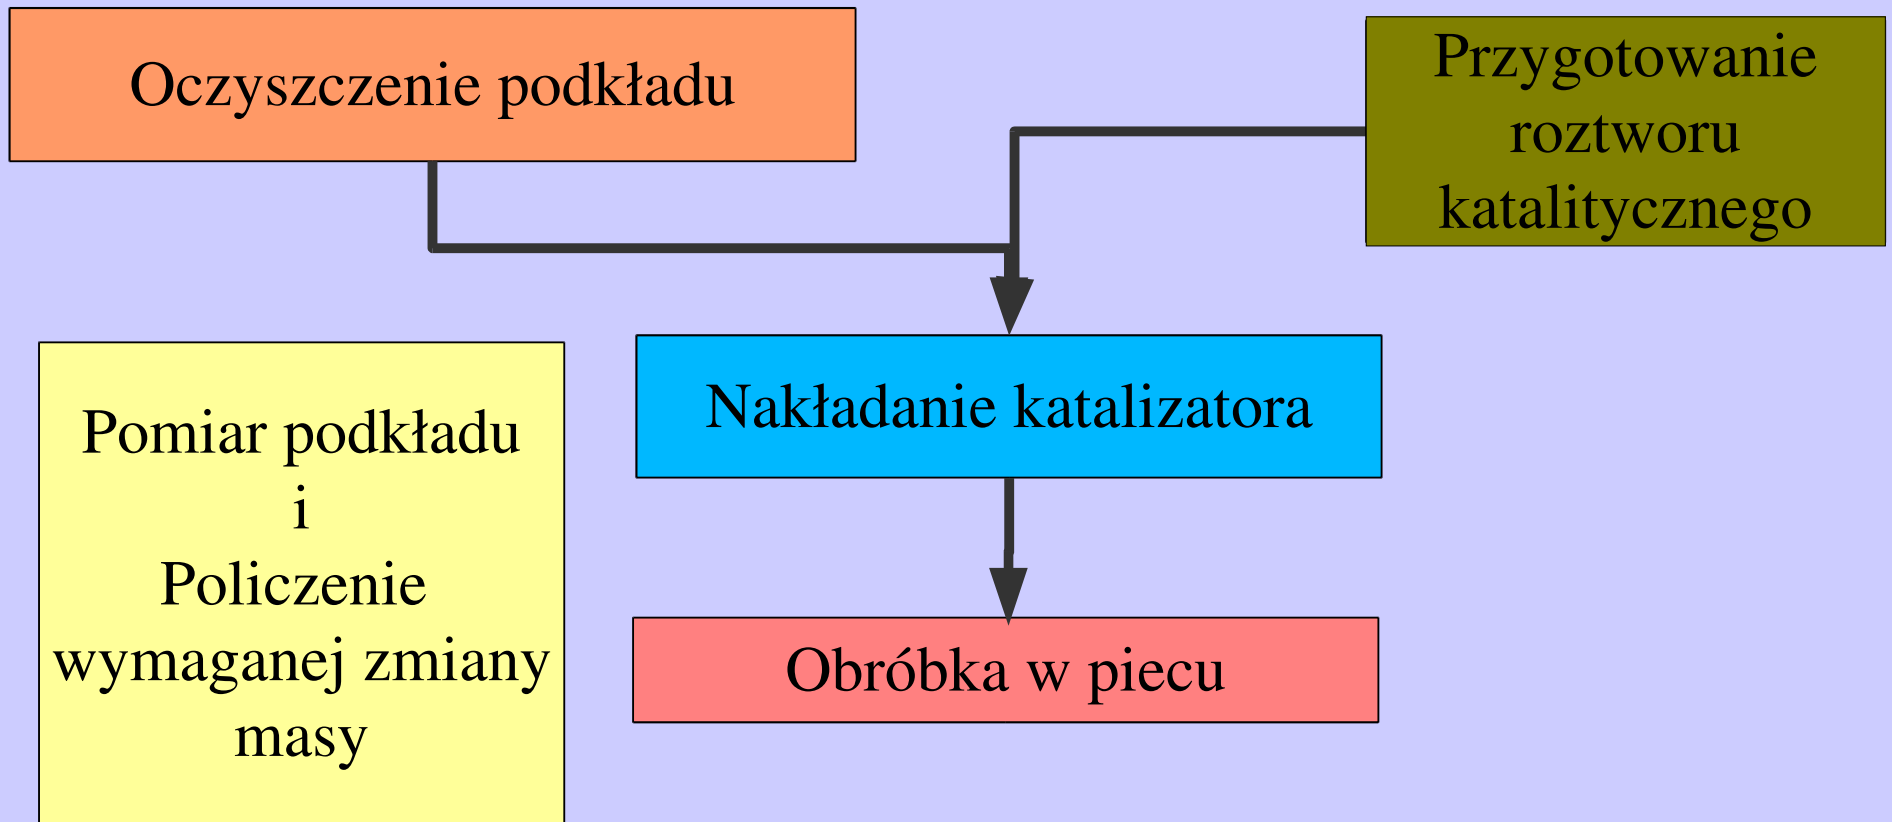 Oczyszczenie podkładu
Przygotowanie
roztworu
katalitycznego
Nakładanie katalizatora
Pomiar podkładu
i
Policzenie
wymaganej zmiany
masy
Obróbka w piecu